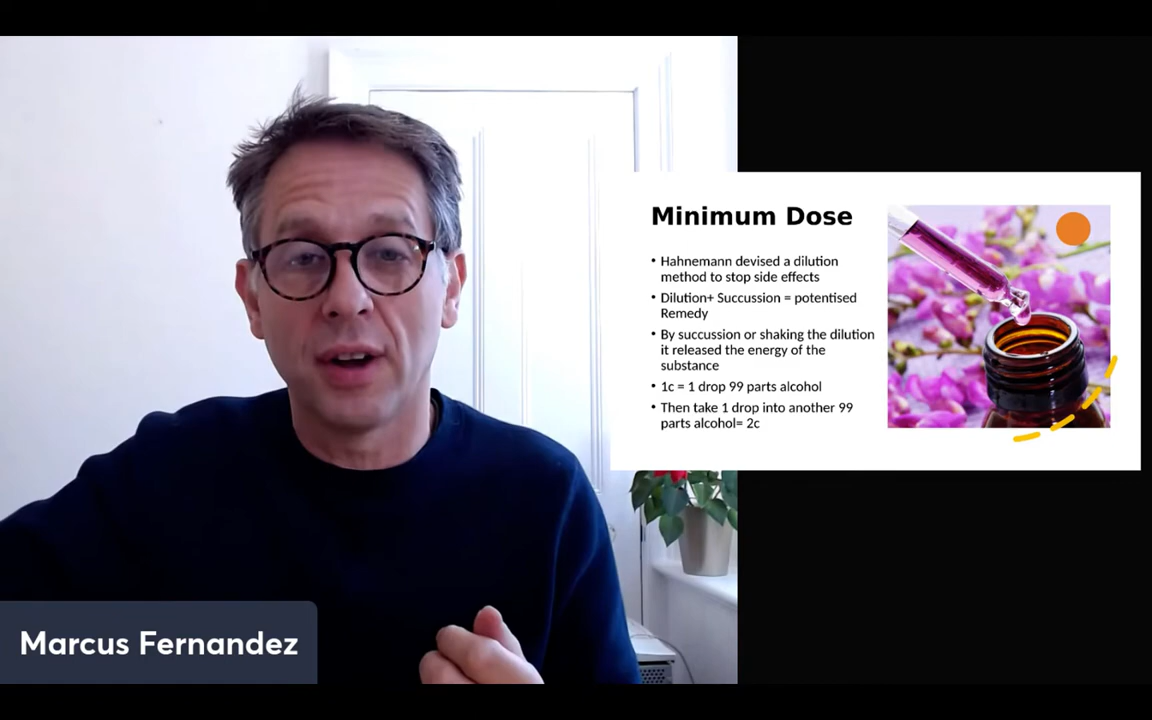 Minimum Dose
• Hahnemann devised a dilution
method to stop side effects
• Dilution+ Succussion = potentised
Remedy
• By succussion or shaking the dilution
it released the energy of the
substance
• 1c = 1 drop 99 parts alcohol
• Then take 1 drop into another 99
parts alcohol= 2c
Marcus Fernandez